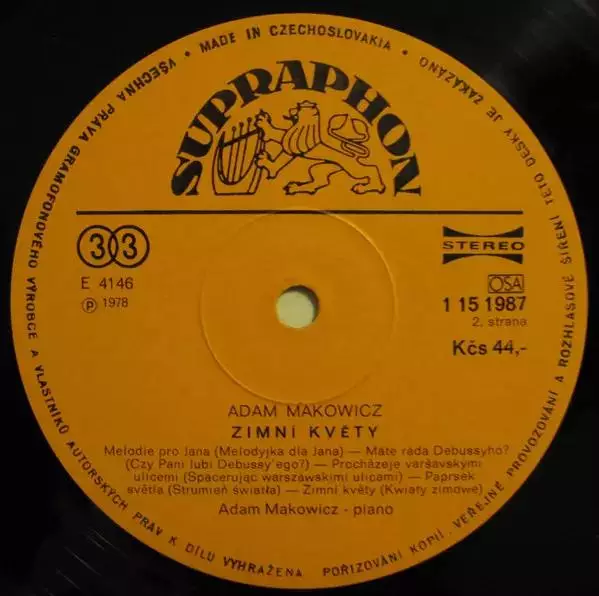 VŠECHNA PRÁVA GRAMOFONOVÉHO VÝROBCE A VLASTNÍKŮ AUTORSKÝCH PRÁV K DÍLU VYHRAŽENA. POŘIZOVÁNÍ KOPIÍ, VEŘEJNÉ PROVOZOVÁNÍ A ROZHLASOVÉ ŠÍŘENÍ TÉTO DESKY JE ZAKÁZÁNO • MADE IN CZECHOSLOVAKIA •
SUPRAPHON
33
STEREO
E 4146
OSA
℗ 1978
1 15 1987
2. strana
Kčs 44,-
ADAM MAKOWICZ
ZIMNÍ KVĚTY
Melodie pro Jana (Melodyjka dla Jana) — Máte ráda Debussyho?
(Czy Pani lubi Debussy'ego?) — Procházeje varšavskými
ulicemi (Spacerując warszawskimi ulicami) — Paprsek
světla (Strumień światła) — Zimní květy (Kwiaty zimowe)
Adam Makowicz - piano